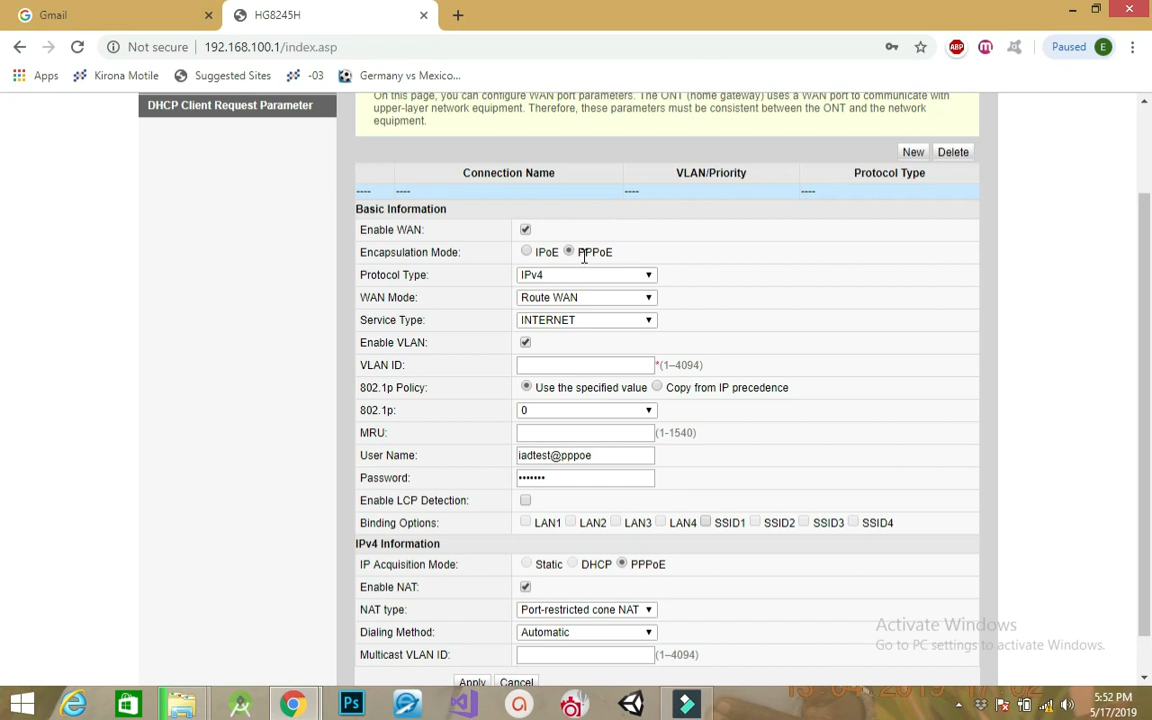 Gmail
HG8245H
Not secure
192.168.100.1/index.asp
ABP
m
Paused
E
Apps
Kirona Motile
Suggested Sites
-03
Germany vs Mexico...
DHCP Client Request Parameter
On this page, you can configure WAN port parameters. The ONT (home gateway) uses a WAN port to communicate with
upper-layer network equipment. Therefore, these parameters must be consistent between the ONT and the network
equipment.
New Delete
Connection Name VLAN/Priority Protocol Type
---- ---- ---- ----
Basic Information
Enable WAN:
Encapsulation Mode: IPoE PPPoE
Protocol Type: IPv4
WAN Mode: Route WAN
Service Type: INTERNET
Enable VLAN:
VLAN ID: *(1–4094)
802.1p Policy: Use the specified value Copy from IP precedence
802.1p: 0
MRU: (1-1540)
User Name: iadtest@pppoe
Password: •••••••
Enable LCP Detection:
Binding Options: LAN1 LAN2 LAN3 LAN4 SSID1 SSID2 SSID3 SSID4
IPv4 Information
IP Acquisition Mode: Static DHCP PPPoE
Enable NAT:
NAT type: Port-restricted cone NAT
Dialing Method: Automatic
Multicast VLAN ID: (1–4094)
Apply Cancel
Activate Windows
Go to PC settings to activate Windows.
Ps
5:52 PM
5/17/2019